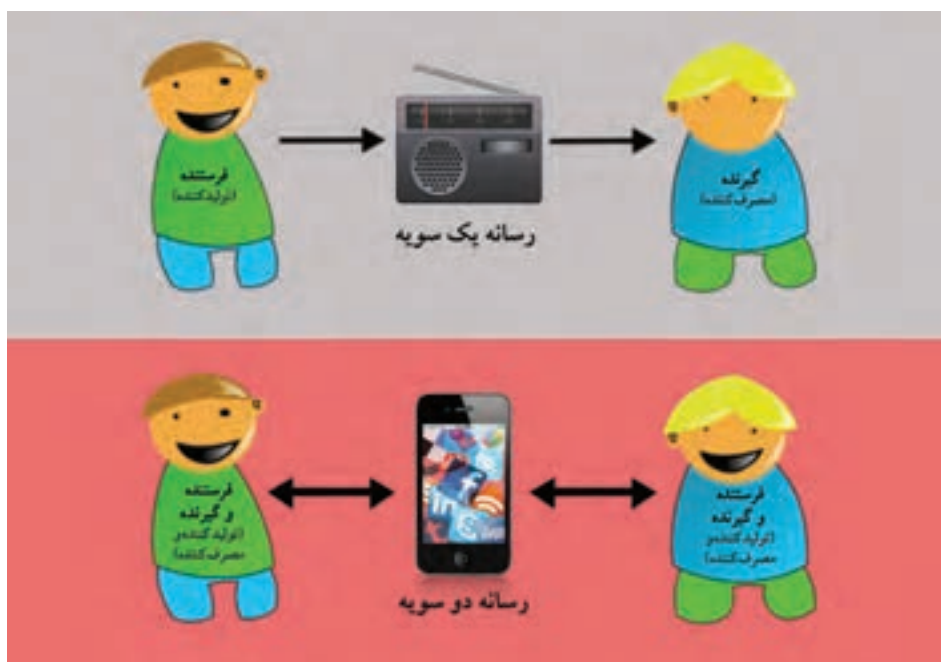 گیرنده
(مصرف‌کننده)
فرستنده
(تولیدکننده)
رسانه یک سویه
فرستنده
و گیرنده
(تولیدکننده و
مصرف‌کننده)
فرستنده
و گیرنده
(تولیدکننده و
مصرف‌کننده)
رسانه دو سویه